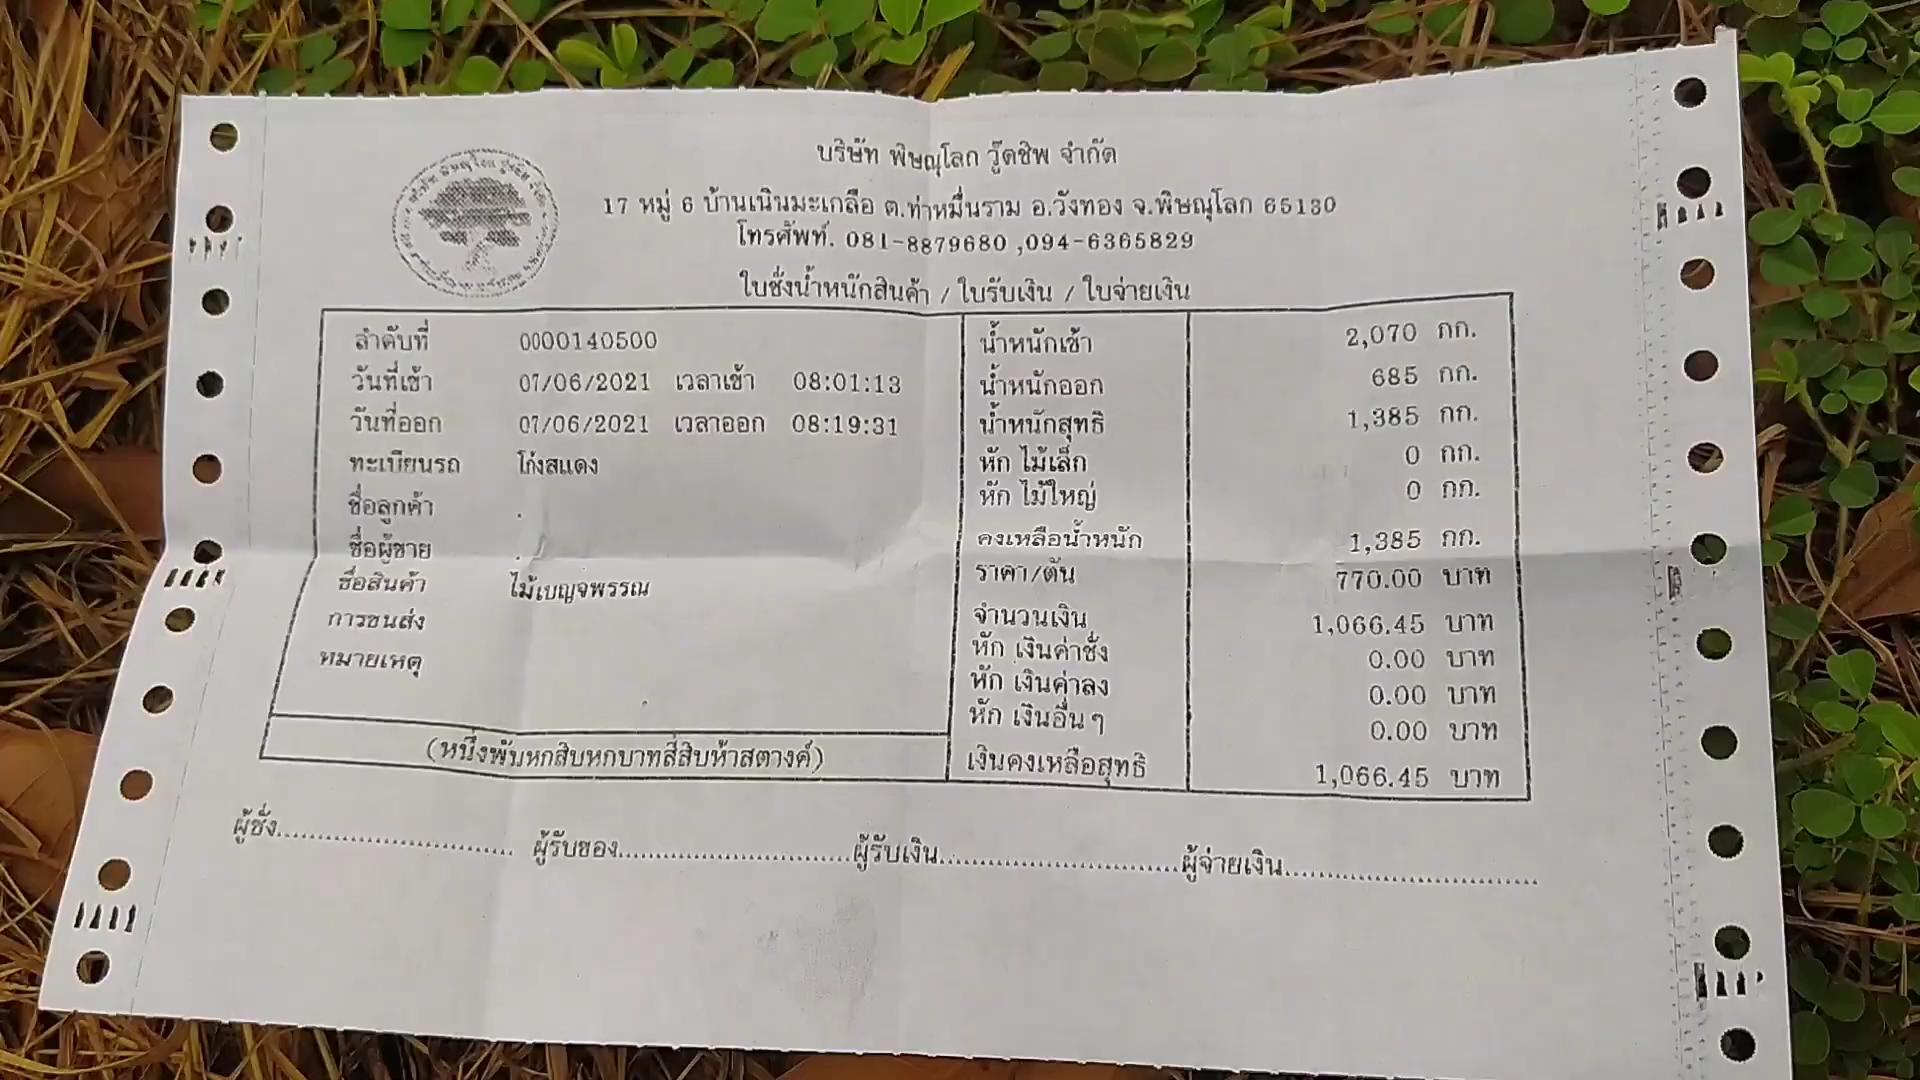 บริษัท พิษณุโลก วู๊ดชิพ จำกัด
17 หมู่ 6 บ้านเนินมะเกลือ ต.ท่าหมื่นราม อ.วังทอง จ.พิษณุโลก 65130
โทรศัพท์. 081-8879680 ,094-6365829
ใบชั่งน้ำหนักสินค้า / ใบรับเงิน / ใบจ่ายเงิน
ลำดับที่ 0000140500
วันที่เข้า 07/06/2021 เวลาเข้า 08:01:13
วันที่ออก 07/06/2021 เวลาออก 08:19:31
ทะเบียนรถ โก่งสแดง
ชื่อลูกค้า .
ชื่อผู้ขาย .
ชื่อสินค้า ไม้เบญจพรรณ
การขนส่ง
หมายเหตุ
(หนึ่งพันหกสิบหกบาทสี่สิบห้าสตางค์)
น้ำหนักเข้า 2,070 กก.
น้ำหนักออก 685 กก.
น้ำหนักสุทธิ 1,385 กก.
หัก ไม้เล็ก 0 กก.
หัก ไม้ใหญ่ 0 กก.
คงเหลือน้ำหนัก 1,385 กก.
ราคา/ตัน 770.00 บาท
จำนวนเงิน 1,066.45 บาท
หัก เงินค่าชั่ง 0.00 บาท
หัก เงินค่าลง 0.00 บาท
หัก เงินอื่นๆ 0.00 บาท
เงินคงเหลือสุทธิ 1,066.45 บาท
ผู้ชั่ง........................ ผู้รับของ........................ผู้รับเงิน........................ผู้จ่ายเงิน........................